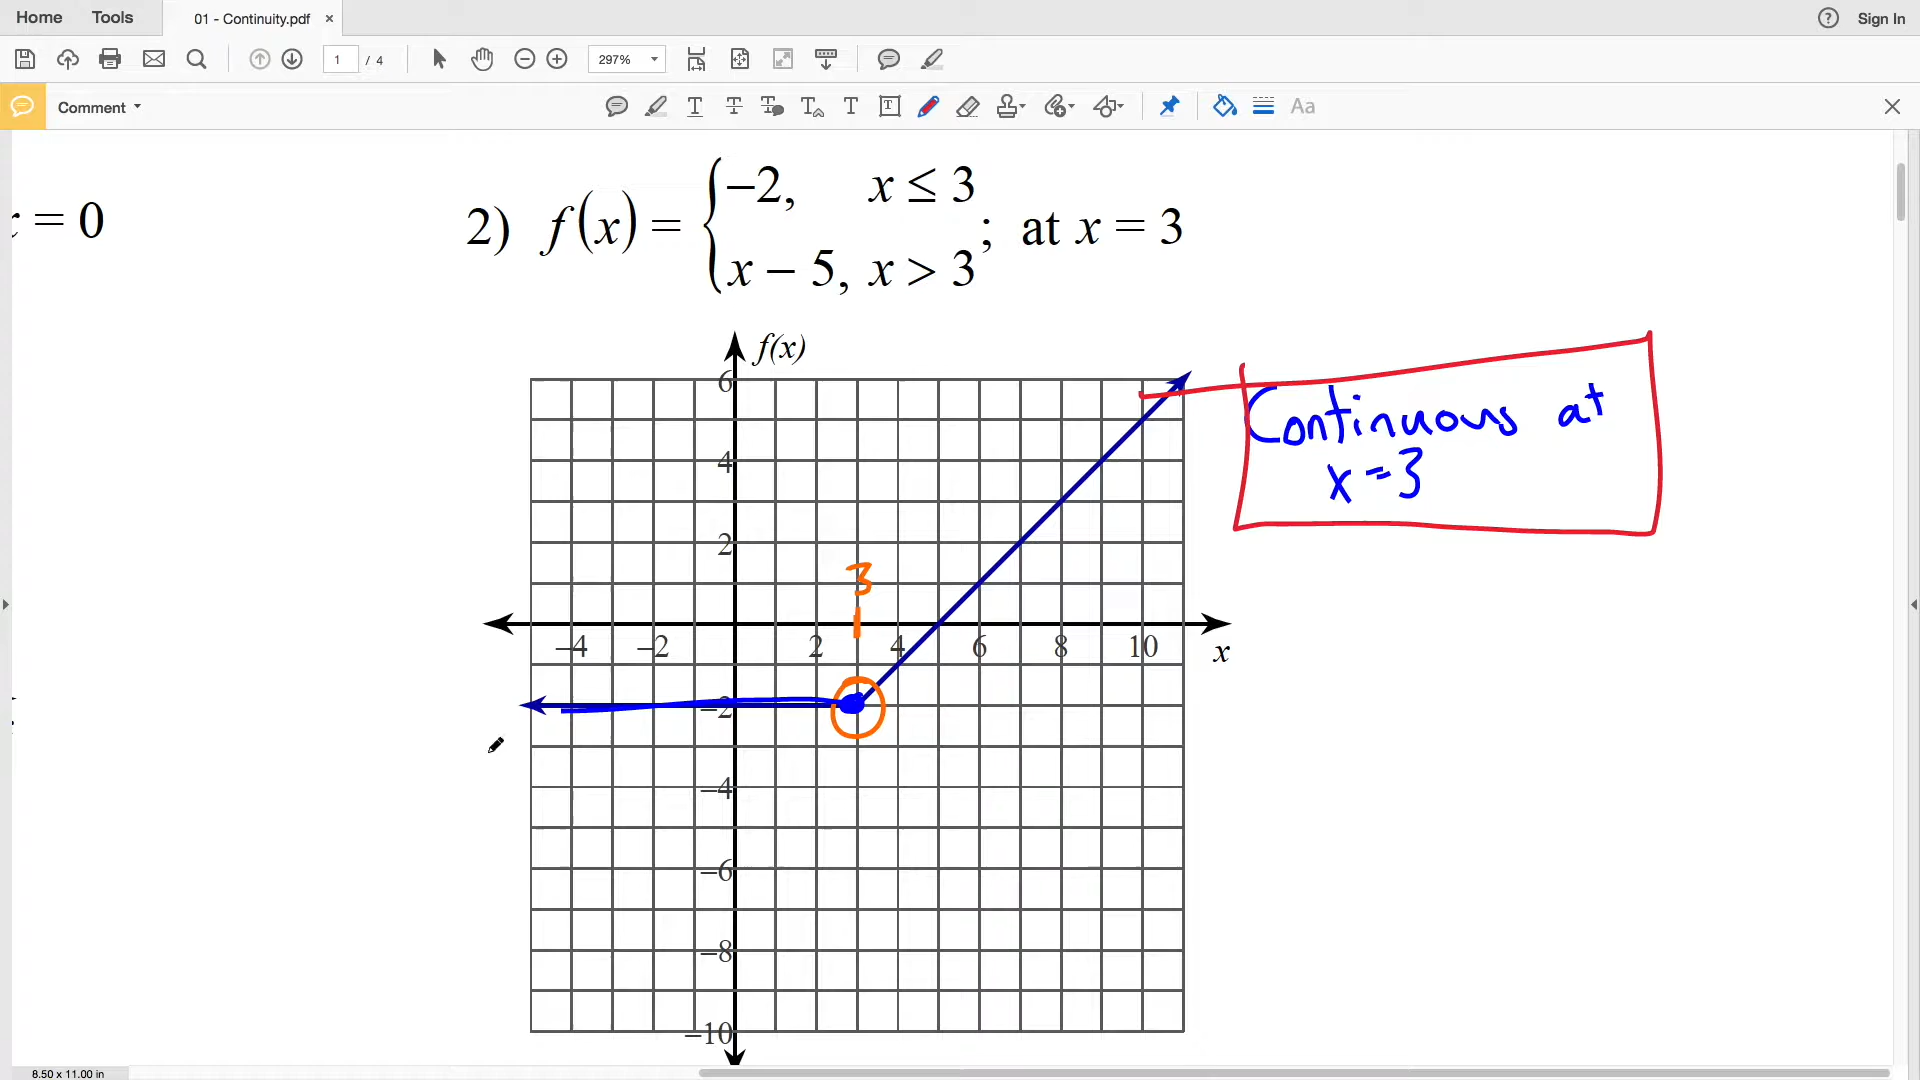 Home Tools 01 - Continuity.pdf × ? Sign In
1 / 4 297%
Comment T T T T T T Aa
= 0
2) f(x) = { −2, x ≤ 3
x − 5, x > 3 ; at x = 3
f(x)
6
Continuous at
4
x = 3
2
3
−4 −2 2 4 6 8 10
x
−2
−4
−6
−8
−10
8.50 x 11.00 in